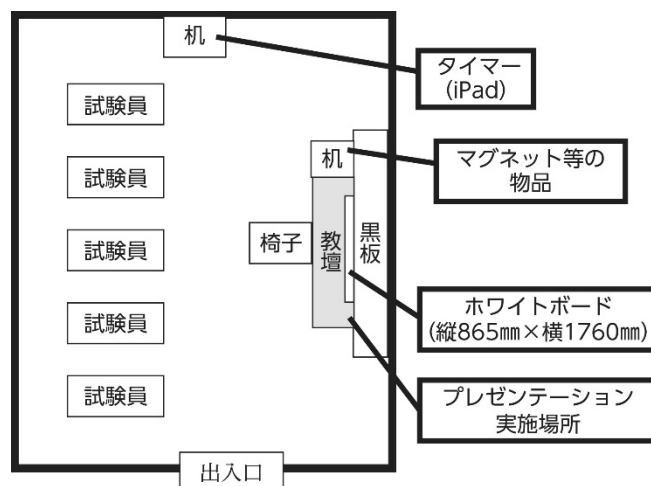 机
タイマー
(iPad)
試験員
机
マグネット等の
物品
試験員
椅子
教壇
黒板
試験員
ホワイトボード
(縦865㎜×横1760㎜)
試験員
プレゼンテーション
実施場所
試験員
出入口